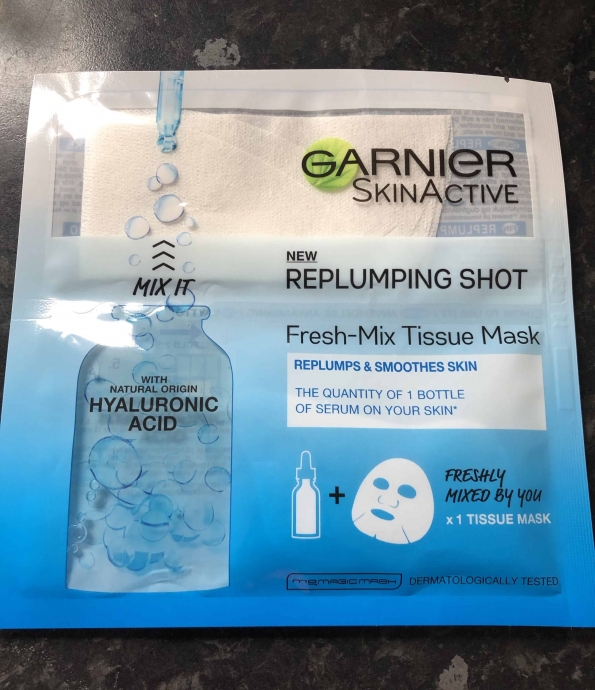 GARNIER
SKINACTIVE
NEW
REPLUMPING SHOT
MIX IT
Fresh-Mix Tissue Mask
REPLUMPS & SMOOTHES SKIN
THE QUANTITY OF 1 BOTTLE
OF SERUM ON YOUR SKIN*
WITH
NATURAL ORIGIN
HYALURONIC
ACID
+
FRESHLY
MIXED BY YOU
x 1 TISSUE MASK
DERMATOLOGICALLY TESTED